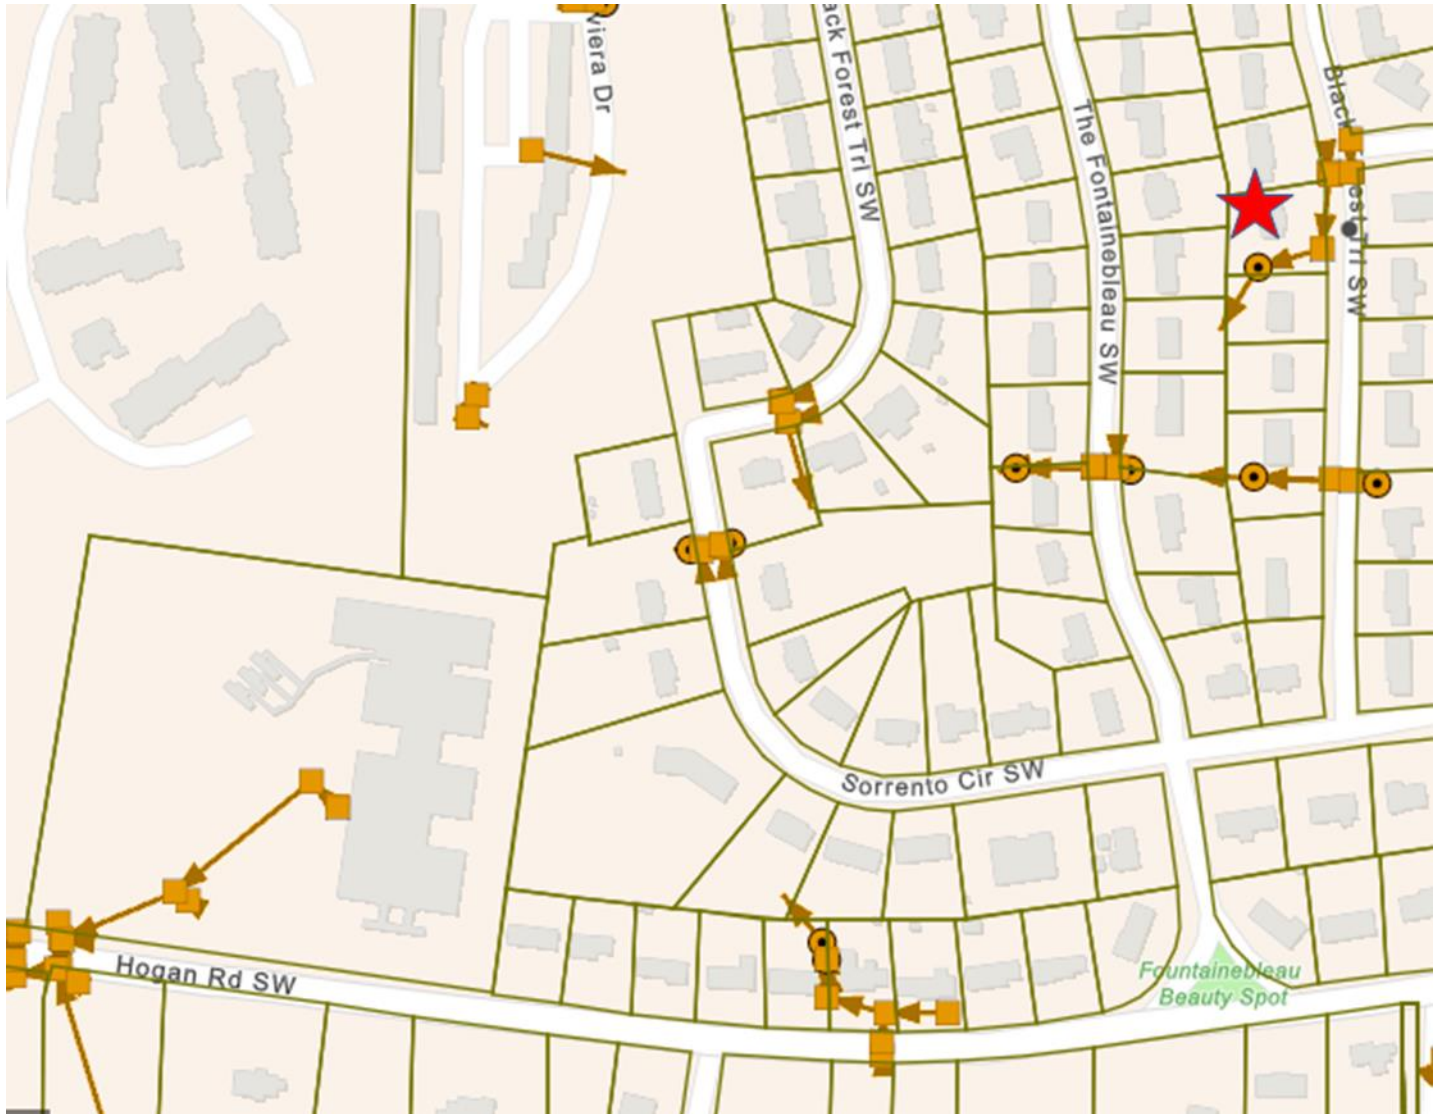 viera Dr
ack Forest Trl SW
The Fontainebleau SW
Black
est Trl SW
Sorrento Cir SW
Hogan Rd SW
Fountainebleau
Beauty Spot